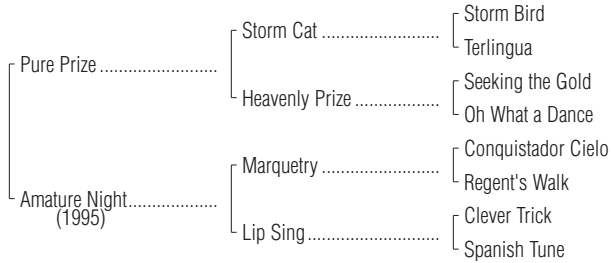 Storm Bird
Storm Cat ..........................
Terlingua
Pure Prize ..........................
Seeking the Gold
Heavenly Prize ...................
Oh What a Dance
Conquistador Cielo
Marquetry ..........................
Regent's Walk
Amature Night....................
(1995)
Clever Trick
Lip Sing.............................
Spanish Tune